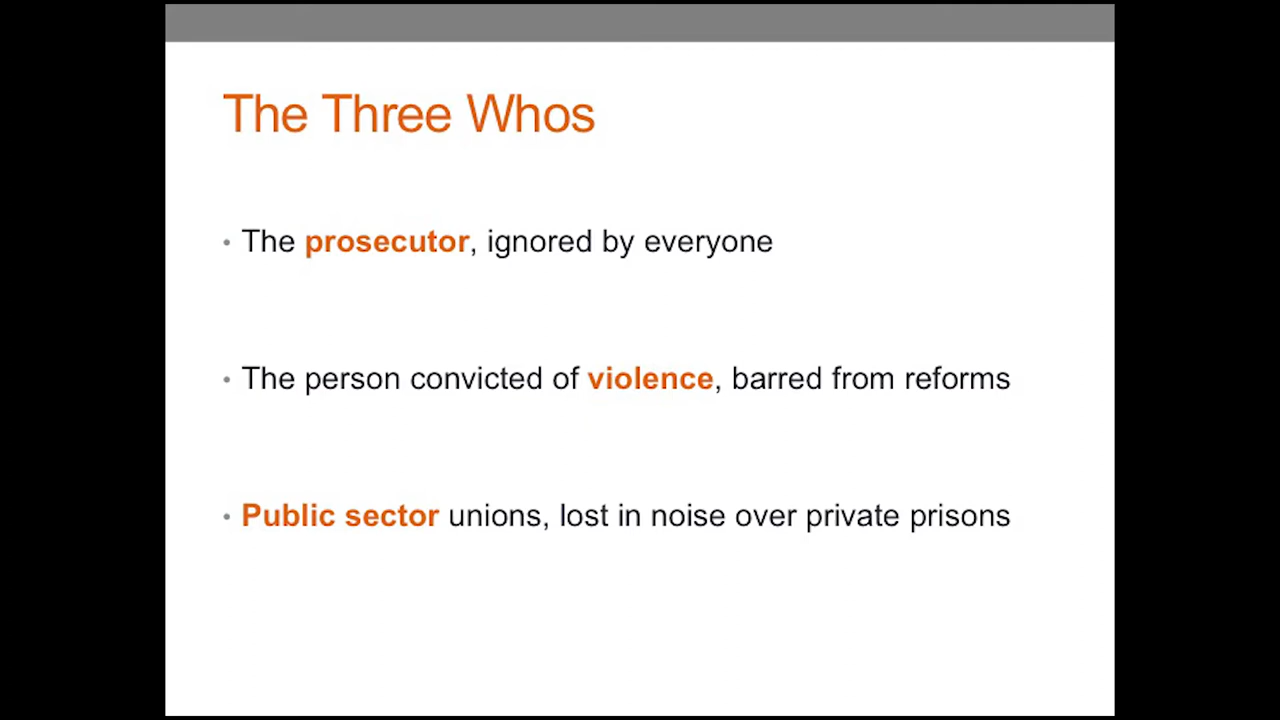 The Three Whos
• The prosecutor, ignored by everyone
• The person convicted of violence, barred from reforms
• Public sector unions, lost in noise over private prisons